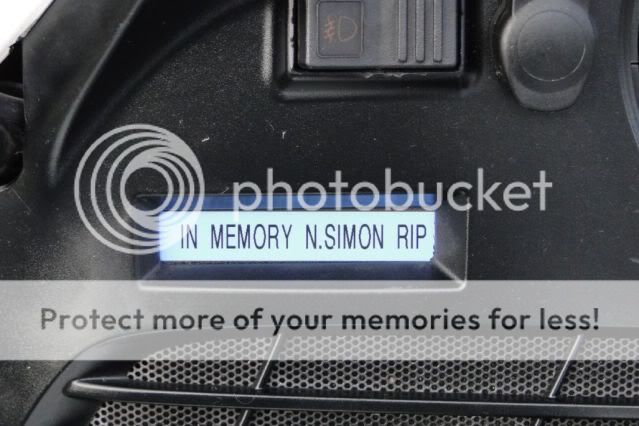 photobucket
IN MEMORY N.SIMON RIP
Protect more of your memories for less!